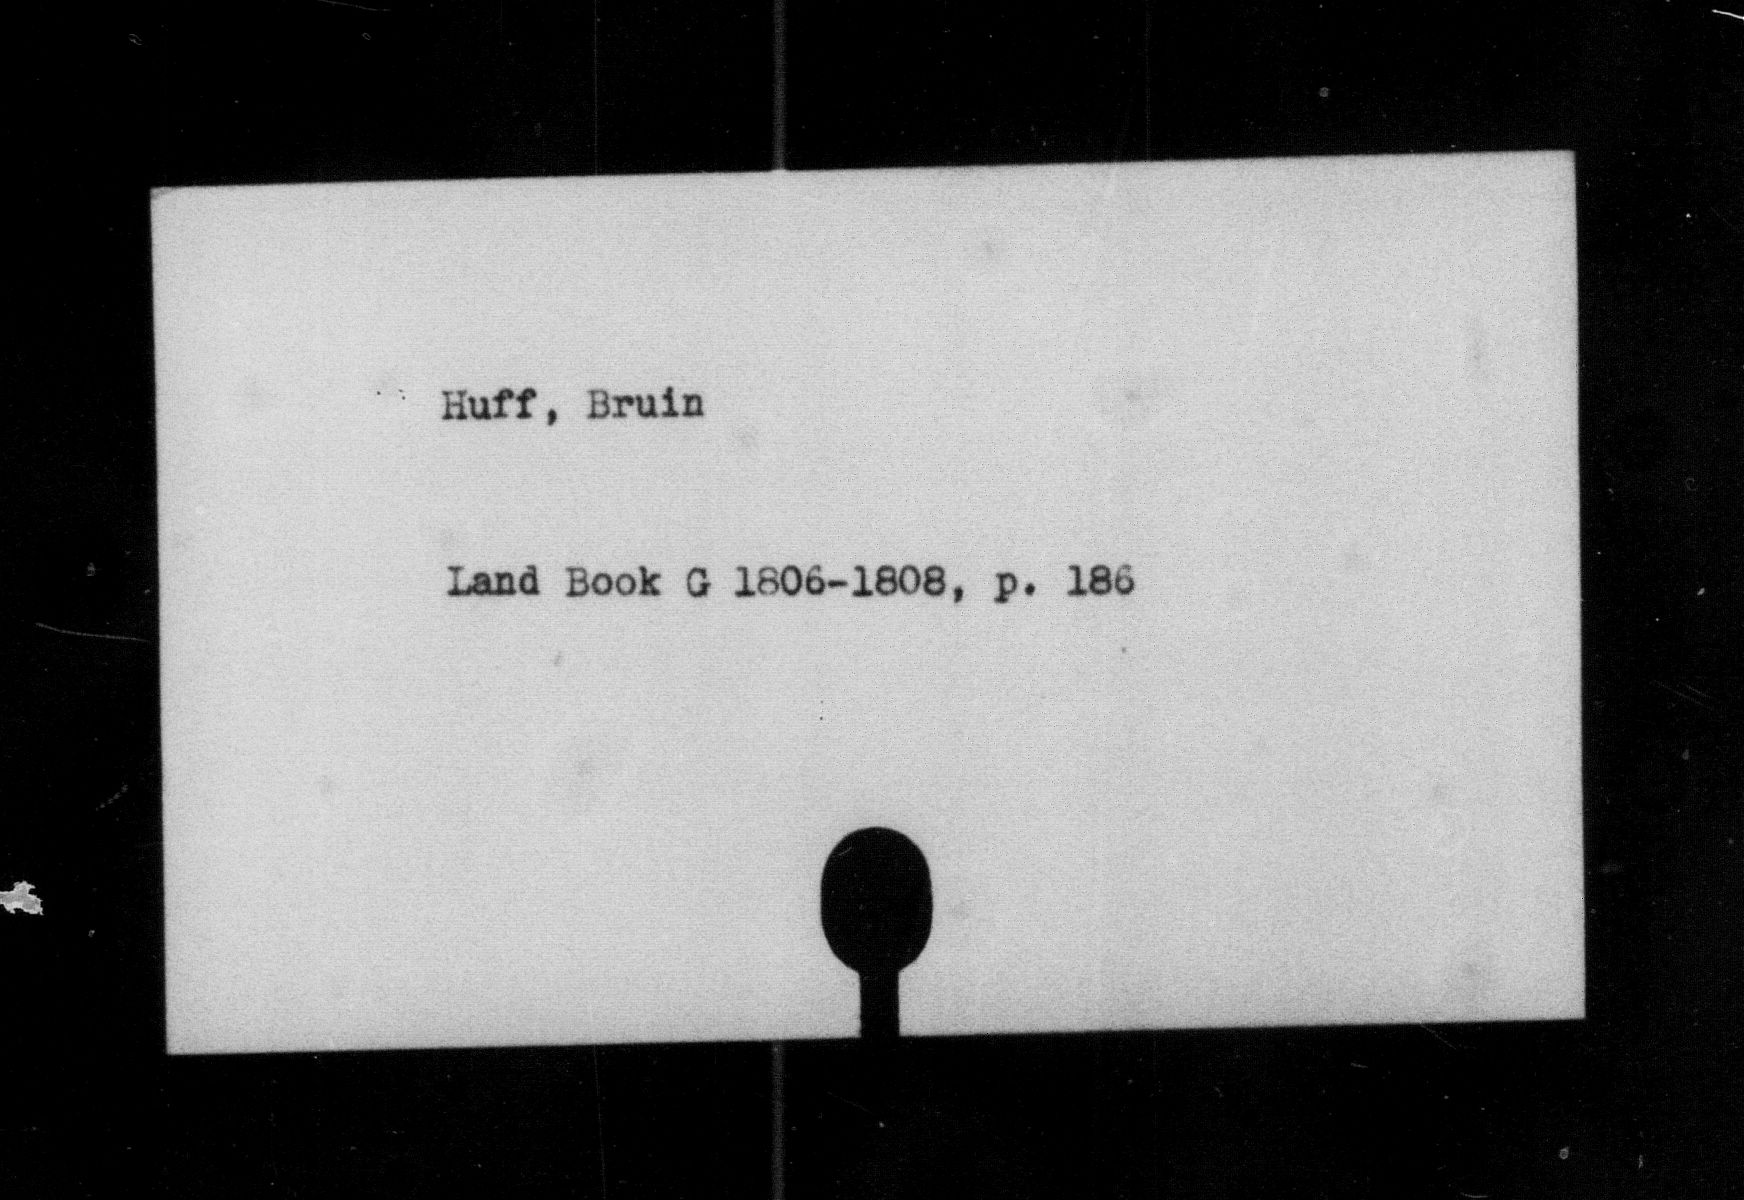 Huff, Bruin
Land Book G 1806-1808, p. 186